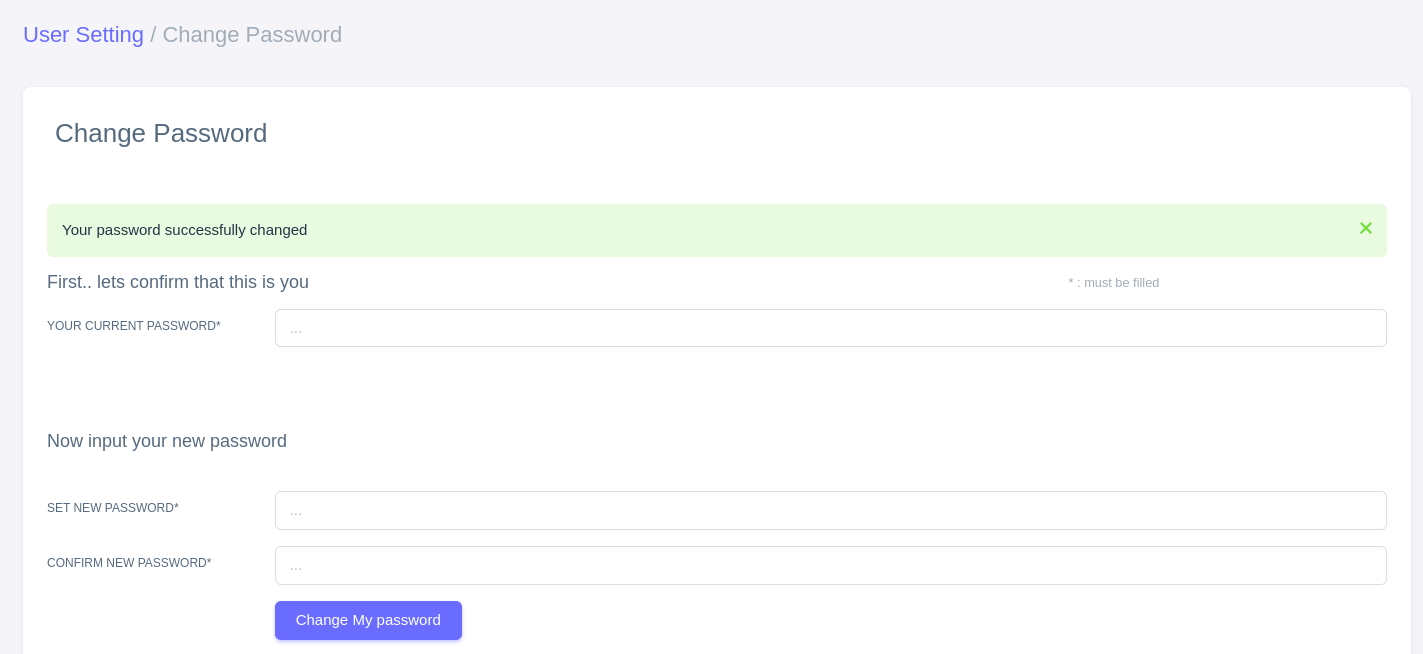 User Setting / Change Password
Change Password
Your password successfully changed
First.. lets confirm that this is you
* : must be filled
YOUR CURRENT PASSWORD*
...
Now input your new password
SET NEW PASSWORD*
...
CONFIRM NEW PASSWORD*
...
Change My password